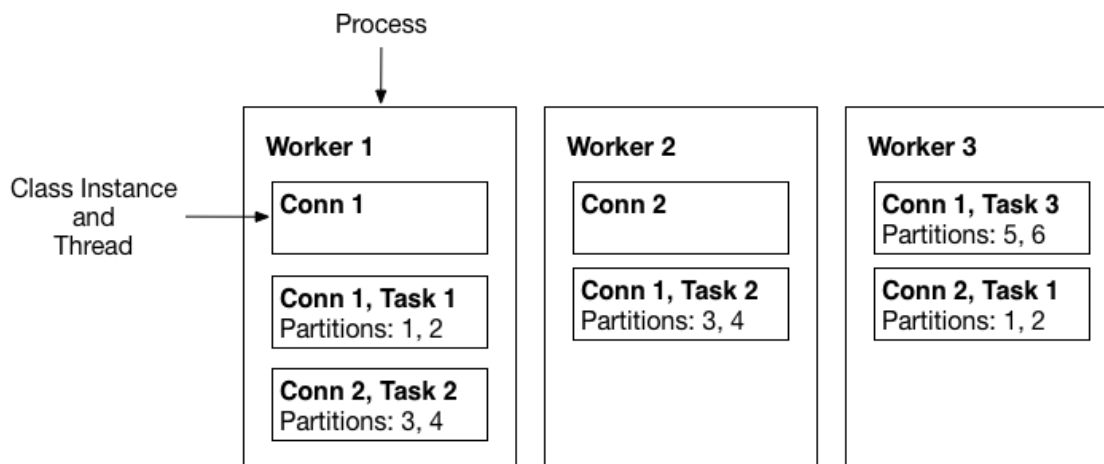 Process
Class Instance
and
Thread
Worker 1
Conn 1
Conn 1, Task 1
Partitions: 1, 2
Conn 2, Task 2
Partitions: 3, 4
Worker 2
Conn 2
Conn 1, Task 2
Partitions: 3, 4
Worker 3
Conn 1, Task 3
Partitions: 5, 6
Conn 2, Task 1
Partitions: 1, 2